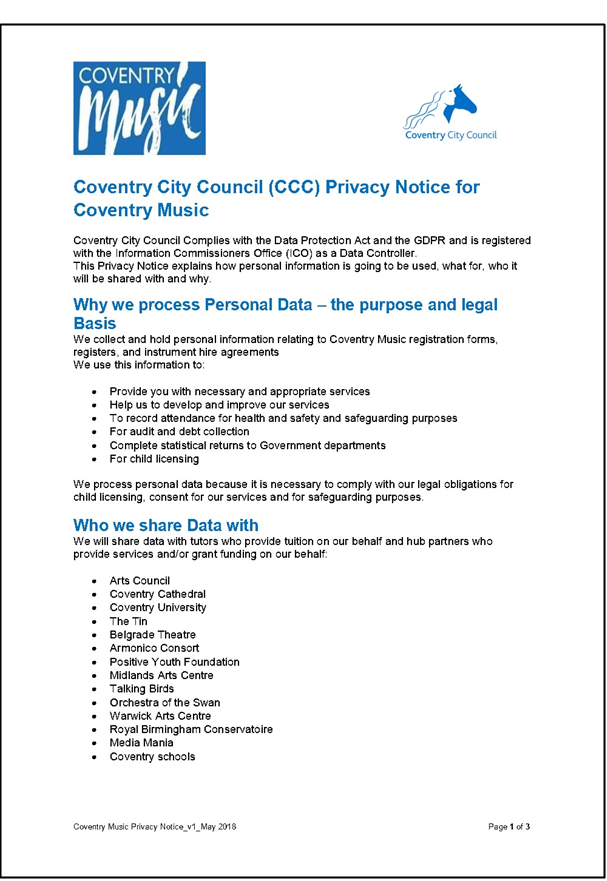 COVENTRY
Music
Coventry City Council
Coventry City Council (CCC) Privacy Notice for
Coventry Music
Coventry City Council Complies with the Data Protection Act and the GDPR and is registered
with the Information Commissioners Office (ICO) as a Data Controller.
This Privacy Notice explains how personal information is going to be used, what for, who it
will be shared with and why.
Why we process Personal Data – the purpose and legal
Basis
We collect and hold personal information relating to Coventry Music registration forms,
registers, and instrument hire agreements
We use this information to:
• Provide you with necessary and appropriate services
• Help us to develop and improve our services
• To record attendance for health and safety and safeguarding purposes
• For audit and debt collection
• Complete statistical returns to Government departments
• For child licensing
We process personal data because it is necessary to comply with our legal obligations for
child licensing, consent for our services and for safeguarding purposes.
Who we share Data with
We will share data with tutors who provide tuition on our behalf and hub partners who
provide services and/or grant funding on our behalf:
• Arts Council
• Coventry Cathedral
• Coventry University
• The Tin
• Belgrade Theatre
• Armonico Consort
• Positive Youth Foundation
• Midlands Arts Centre
• Talking Birds
• Orchestra of the Swan
• Warwick Arts Centre
• Royal Birmingham Conservatoire
• Media Mania
• Coventry schools
Coventry Music Privacy Notice_v1_May 2018 Page 1 of 3